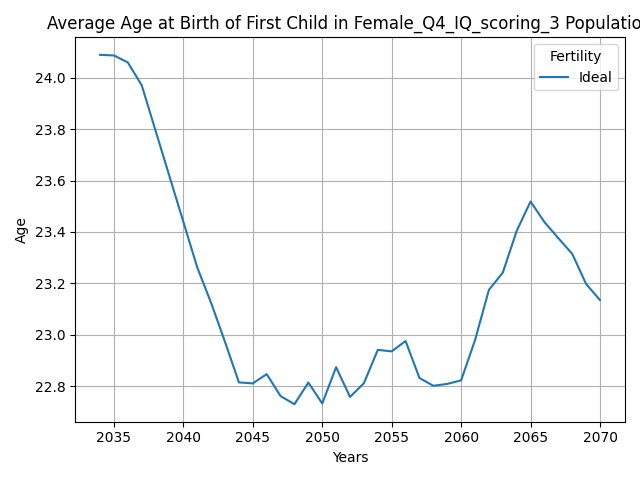 Average Age at Birth of First Child in Female_Q4_IQ_scoring_3 Populatio
Fertility
Ideal
Age
24.0
23.8
23.6
23.4
23.2
23.0
22.8
2035 2040 2045 2050 2055 2060 2065 2070
Years